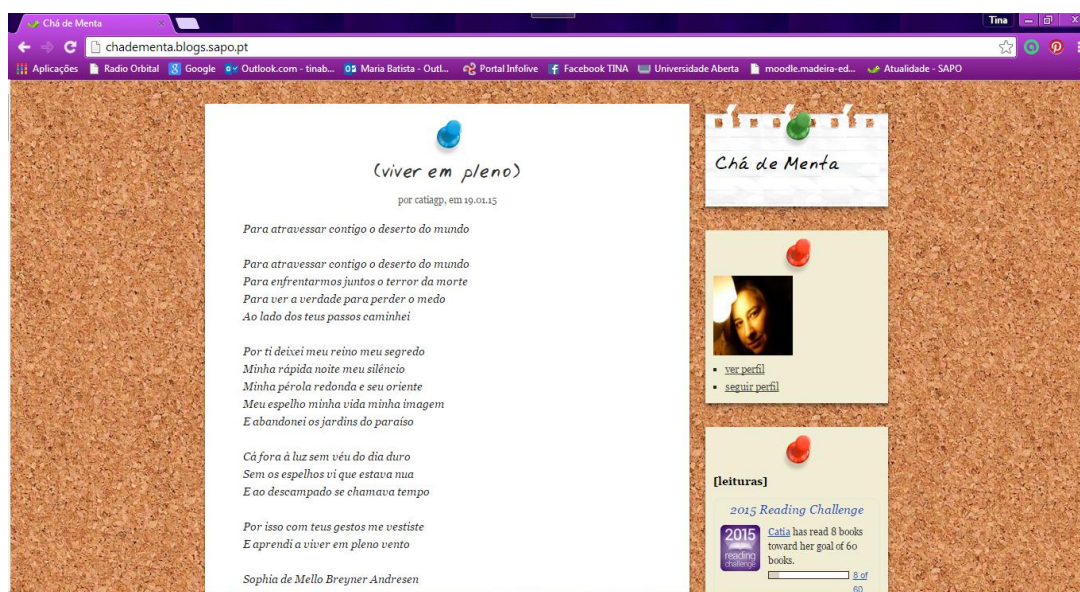 Chá de Menta
Tina
chadementa.blogs.sapo.pt
Aplicações
Radio Orbital
Google
Outlook.com - tinab...
Maria Batista - Outl...
Portal Infolive
Facebook TINA
Universidade Aberta
moodle.madeira-ed...
Atualidade - SAPO
(viver em pleno)
por catiagp, em 19.01.15
Para atravessar contigo o deserto do mundo
Para atravessar contigo o deserto do mundo
Para enfrentarmos juntos o terror da morte
Para ver a verdade para perder o medo
Ao lado dos teus passos caminhei
Por ti deixei meu reino meu segredo
Minha rápida noite meu silêncio
Minha pérola redonda e seu oriente
Meu espelho minha vida minha imagem
E abandonei os jardins do paraíso
Cá fora à luz sem véu do dia duro
Sem os espelhos vi que estava nua
E ao descampado se chamava tempo
Por isso com teus gestos me vestiste
E aprendi a viver em pleno vento
Sophia de Mello Breyner Andresen
Chá de Menta
ver perfil
seguir perfil
[leituras]
2015 Reading Challenge
2015
reading
challenge
Catia has read 8 books
toward her goal of 60
books.
8 of
60